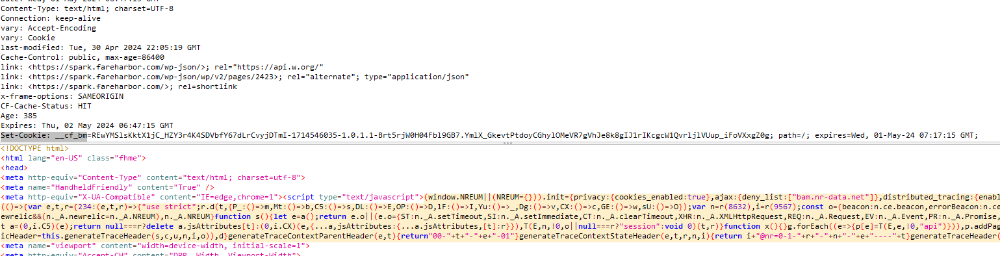 Content-Type: text/html; charset=UTF-8
Connection: keep-alive
vary: Accept-Encoding
vary: Cookie
last-modified: Tue, 30 Apr 2024 22:05:19 GMT
Cache-Control: public, max-age=86400
link: <https://spark.fareharbor.com/wp-json/>; rel="https://api.w.org/"
link: <https://spark.fareharbor.com/wp-json/wp/v2/pages/2423>; rel="alternate"; type="application/json"
link: <https://spark.fareharbor.com/>; rel=shortlink
x-frame-options: SAMEORIGIN
CF-Cache-Status: HIT
Age: 385
Expires: Thu, 02 May 2024 06:47:15 GMT
Set-Cookie: __cf_bm=REwYMSlsKktX1jC_HZY3r4K4SDVbfY67dLrCvyjDTmI-1714546035-1.0.1.1-Brt5rjW0H04Fbl9GB7.YmlX_GkevtPtdoyCGhylOMeVR7gVhJe8k8gIJ1rIKcgcW1QvrljlVUup_iFoVXxgZ0g; path=/; expires=Wed, 01-May-24 07:17:15 GMT;
<!DOCTYPE html>
<html lang="en-US" class="fhme">
<head>
<meta http-equiv="Content-Type" content="text/html; charset=utf-8">
<meta name="HandheldFriendly" content="True" />
<meta http-equiv="X-UA-Compatible" content="IE=edge,chrome=1"><script type="text/javascript">(window.NREUM||(NREUM={})).init={privacy:{cookies_enabled:true},ajax:{deny_list:["bam.nr-data.net"]},distributed_tracing:{enabl
(()=>{var e,t,r={234:(e,t,r)=>{"use strict";r.d(t,{P_:()=>m,Mt:()=>b,C5:()=>s,DL:()=>E,OP:()=>D,lF:()=>I,Yu:()=>_,Dg:()=>v,CX:()=>c,GE:()=>w,sU:()=>O});var n=r(8632),i=r(9567);const o={beacon:n.ce.beacon,errorBeacon:n.ce
ewrelic&&(n._A.newrelic=n._A.NREUM),n._A.NREUM}function s(){let e=a();return e.o||(e.o={ST:n._A.setTimeout,SI:n._A.setImmediate,CT:n._A.clearTimeout,XHR:n._A.XMLHttpRequest,REQ:n._A.Request,EV:n._A.Event,PR:n._A.Promise,
t a=(0,i.C5)(e);return null===r?delete a.jsAttributes[t]:(0,i.CX)(e,{...a,jsAttributes:{...a.jsAttributes,[t]:r}}),T(E,n,!0,o||null===r?"session":void 0)(t,r)}function x(){}g.forEach((e=>{p[e]=T(E,e,!0,"api")})),p.addPag
icHeader=this.generateTraceHeader(s,c,u,n,i,o)),d}generateTraceContextParentHeader(e,t){return"00-"+t+"-"+e+"-01"}generateTraceContextStateHeader(e,t,r,n,i){return i+"@nr=0-1-"+r+"-"+n+"-"+e+"----"+t}generateTraceHeader(
<meta name="viewport" content="width=device-width, initial-scale=1">
<meta http-equiv="Accept-CH" content="DPR, Width, Viewport-Width">